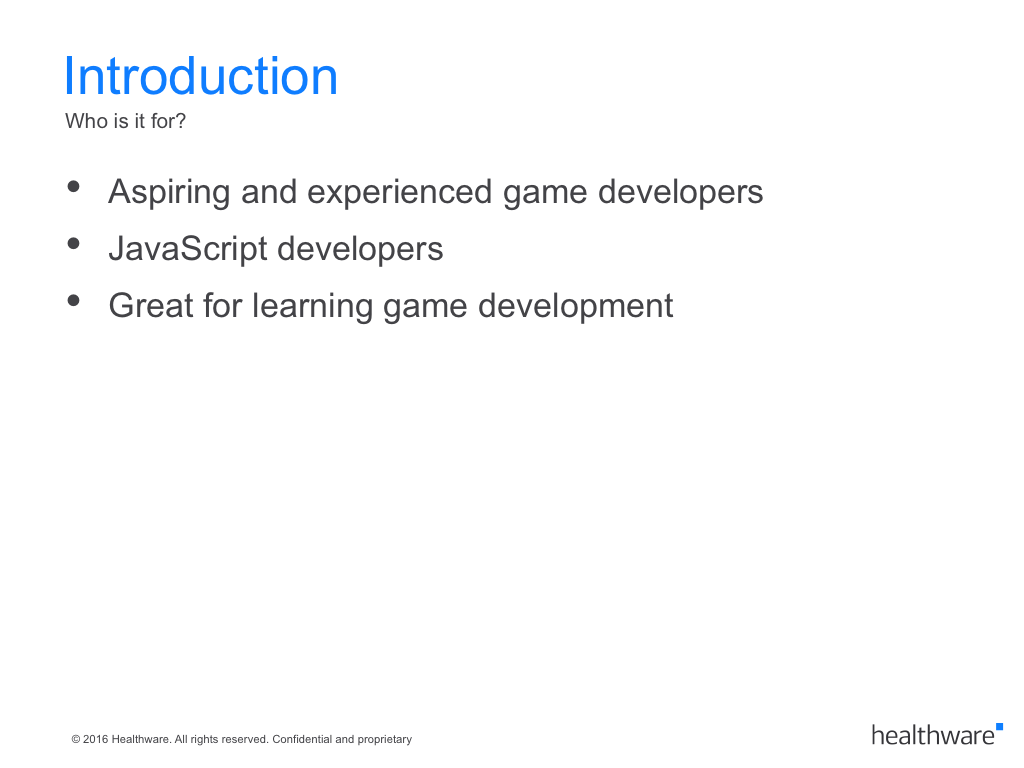 Introduction
Who is it for?
• Aspiring and experienced game developers
• JavaScript developers
• Great for learning game development
© 2016 Healthware. All rights reserved. Confidential and proprietary
healthware